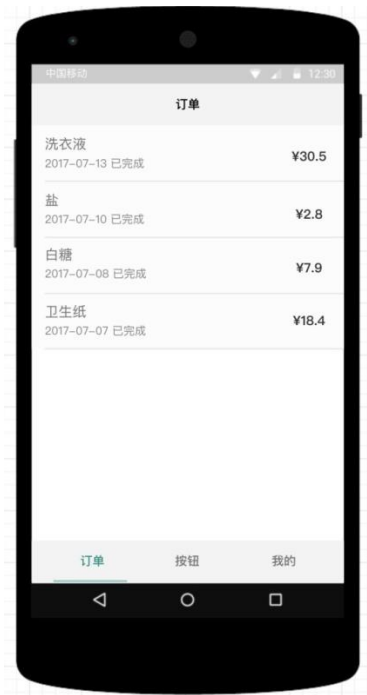 中国移动 12:30
订单
洗衣液
2017-07-13 已完成
¥30.5
盐
2017-07-10 已完成
¥2.8
白糖
2017-07-08 已完成
¥7.9
卫生纸
2017-07-07 已完成
¥18.4
订单 按钮 我的